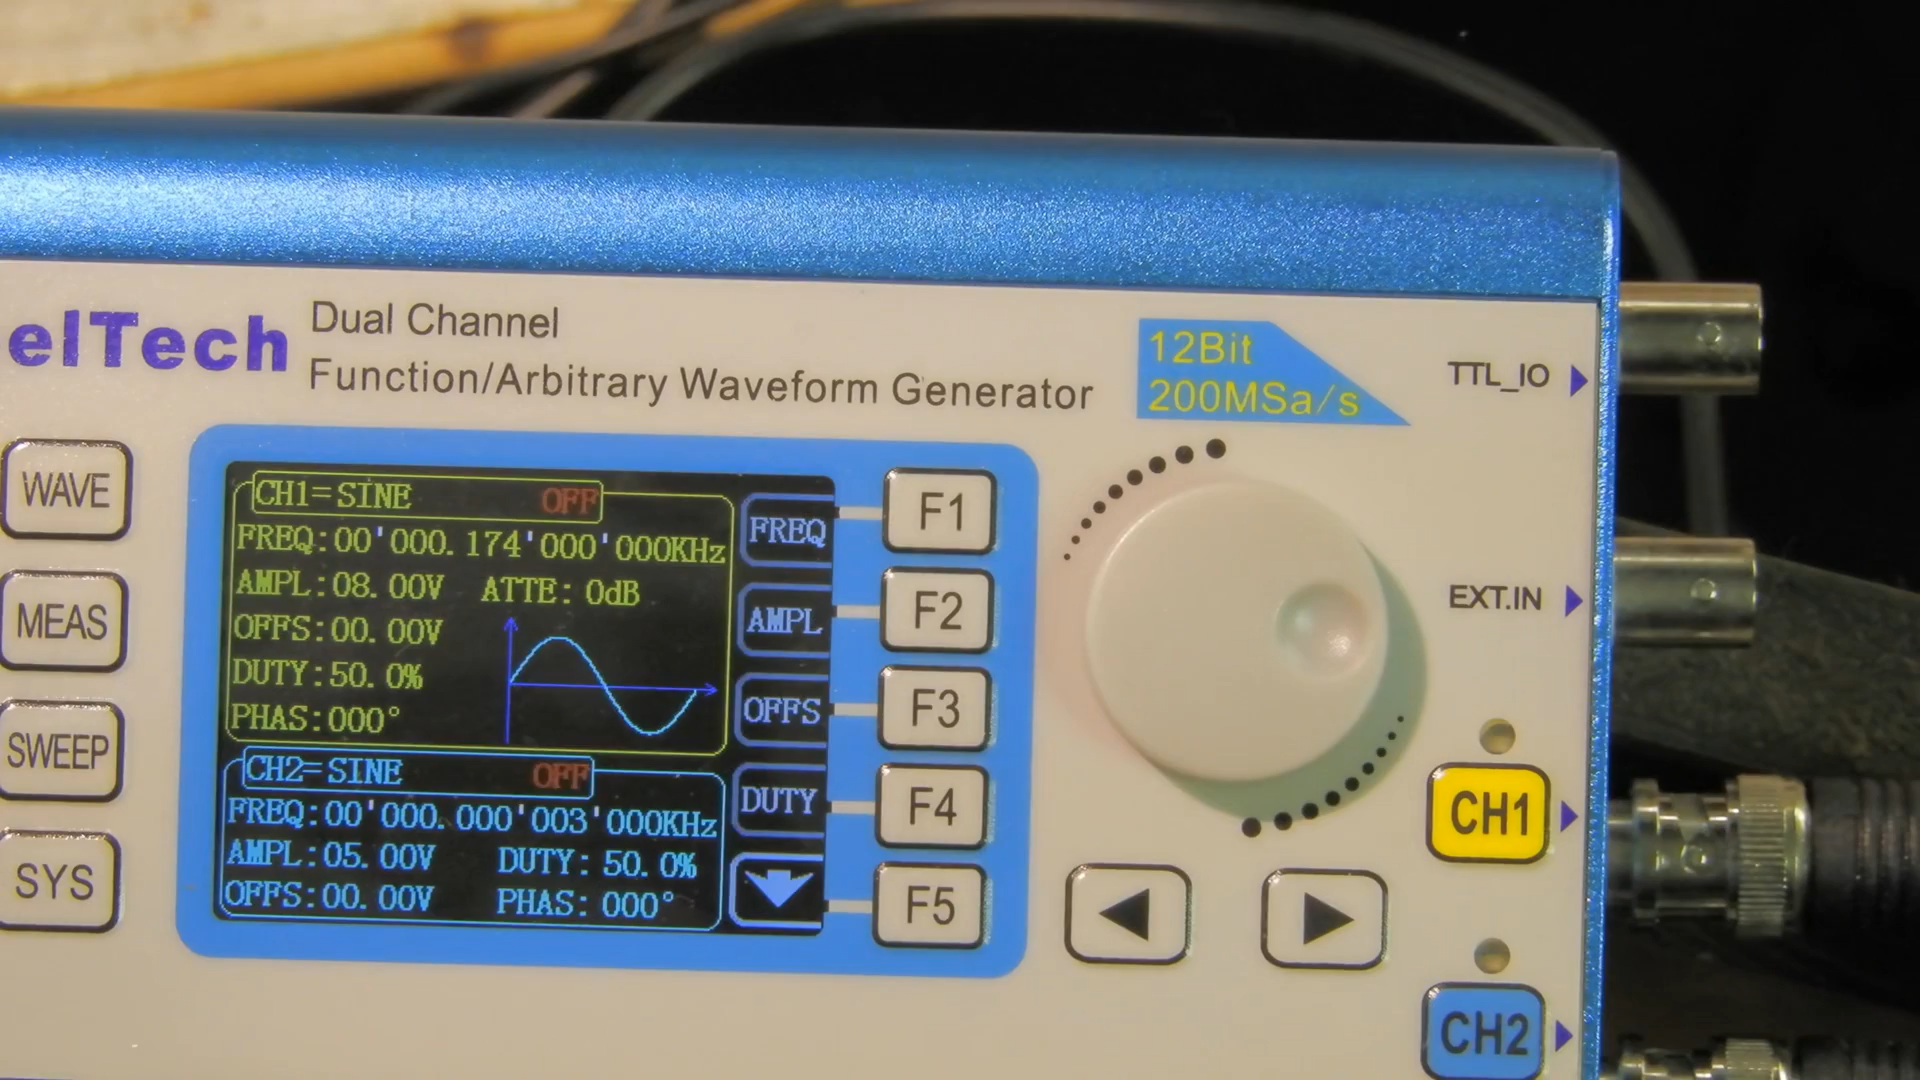 elTech
Dual Channel
Function/Arbitrary Waveform Generator
12Bit
200MSa/s
TTL_IO
EXT.IN
WAVE
MEAS
SWEEP
SYS
CH1=SINE OFF
FREQ:00'000.174'000'000KHz
AMPL:08.00V ATTE: 0dB
OFFS:00.00V
DUTY:50.0%
PHAS:000°
CH2=SINE OFF
FREQ:00'000.000'003'000KHz
AMPL:05.00V DUTY:50.0%
OFFS:00.00V PHAS:000°
FREQ
AMPL
OFFS
DUTY
F1
F2
F3
F4
F5
CH1
CH2